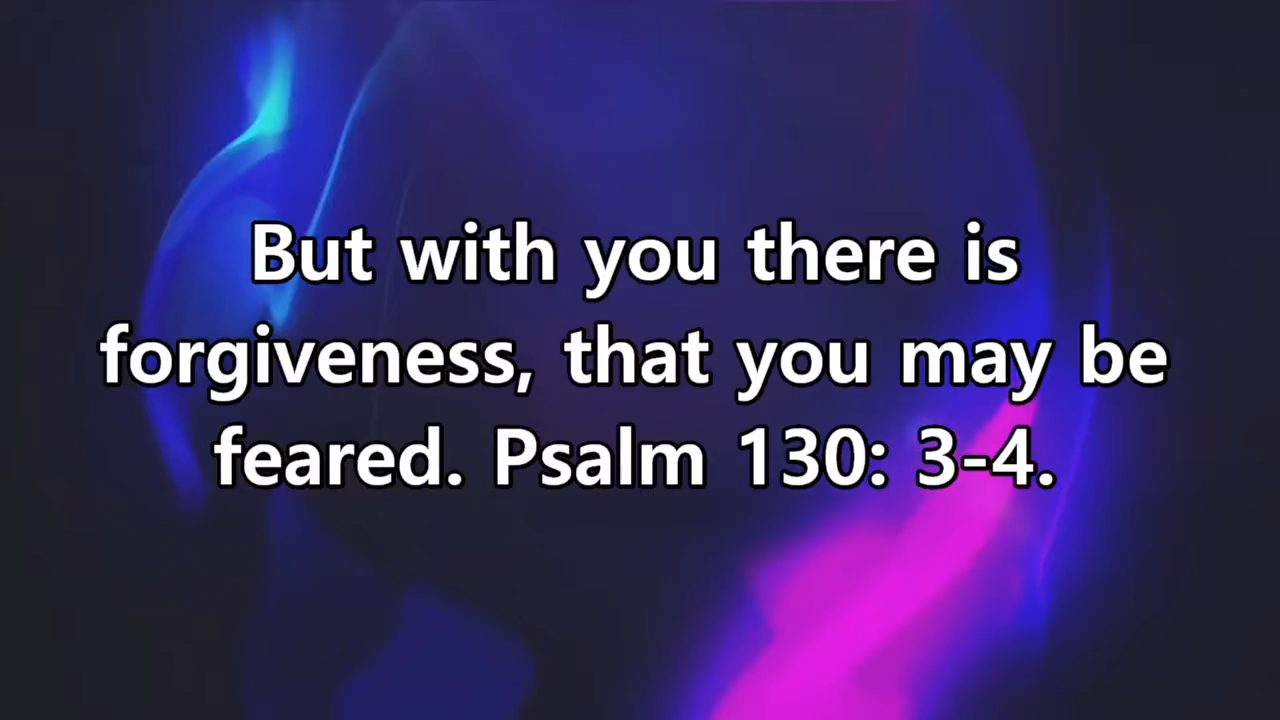 But with you there is
forgiveness, that you may be
feared. Psalm 130: 3-4.